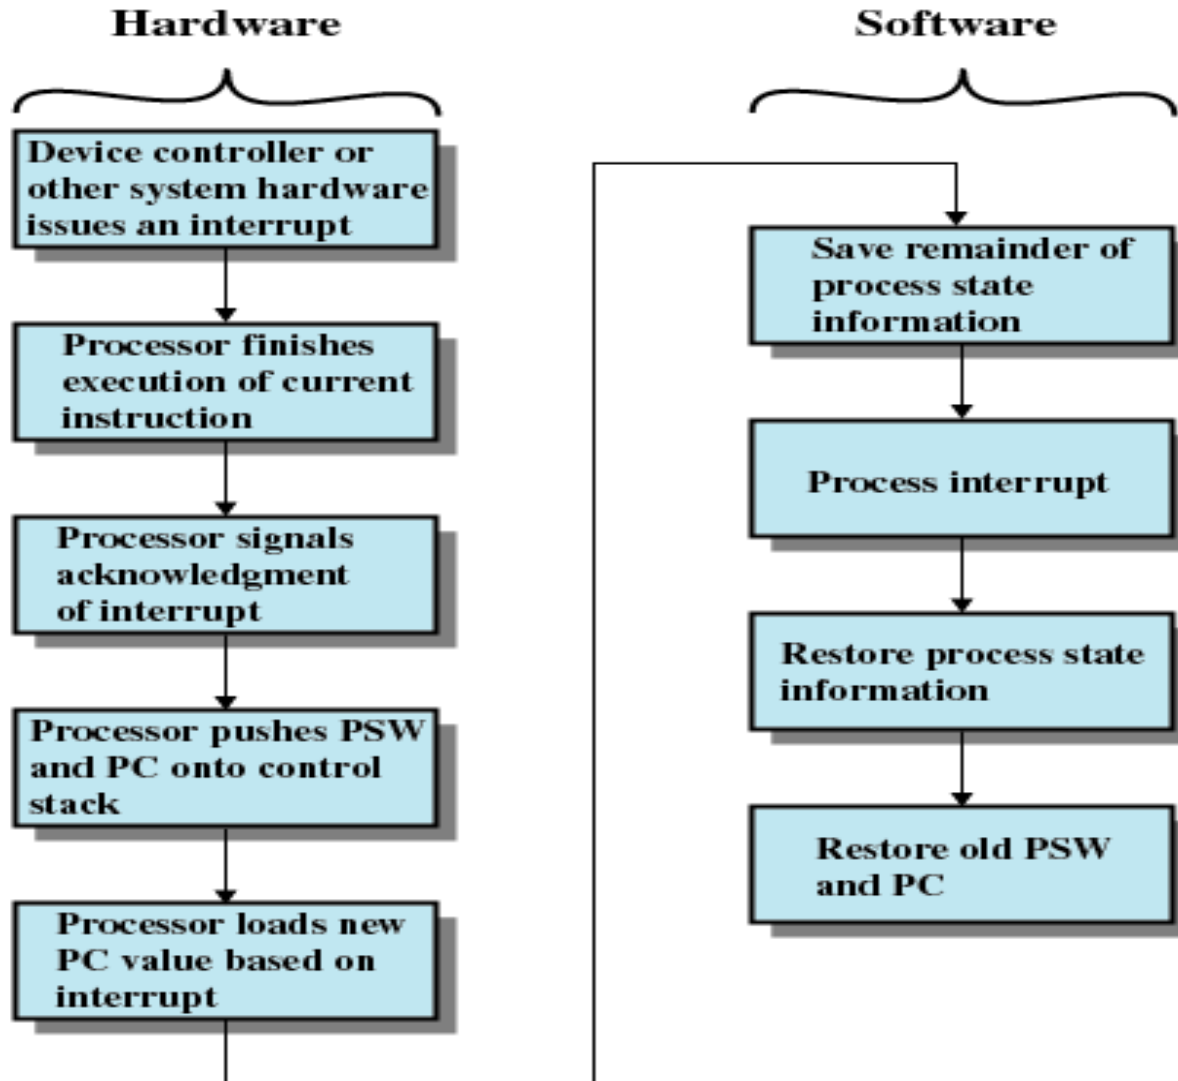 Hardware
Device controller or
other system hardware
issues an interrupt
Processor finishes
execution of current
instruction
Processor signals
acknowledgment
of interrupt
Processor pushes PSW
and PC onto control
stack
Processor loads new
PC value based on
interrupt
Software
Save remainder of
process state
information
Process interrupt
Restore process state
information
Restore old PSW
and PC